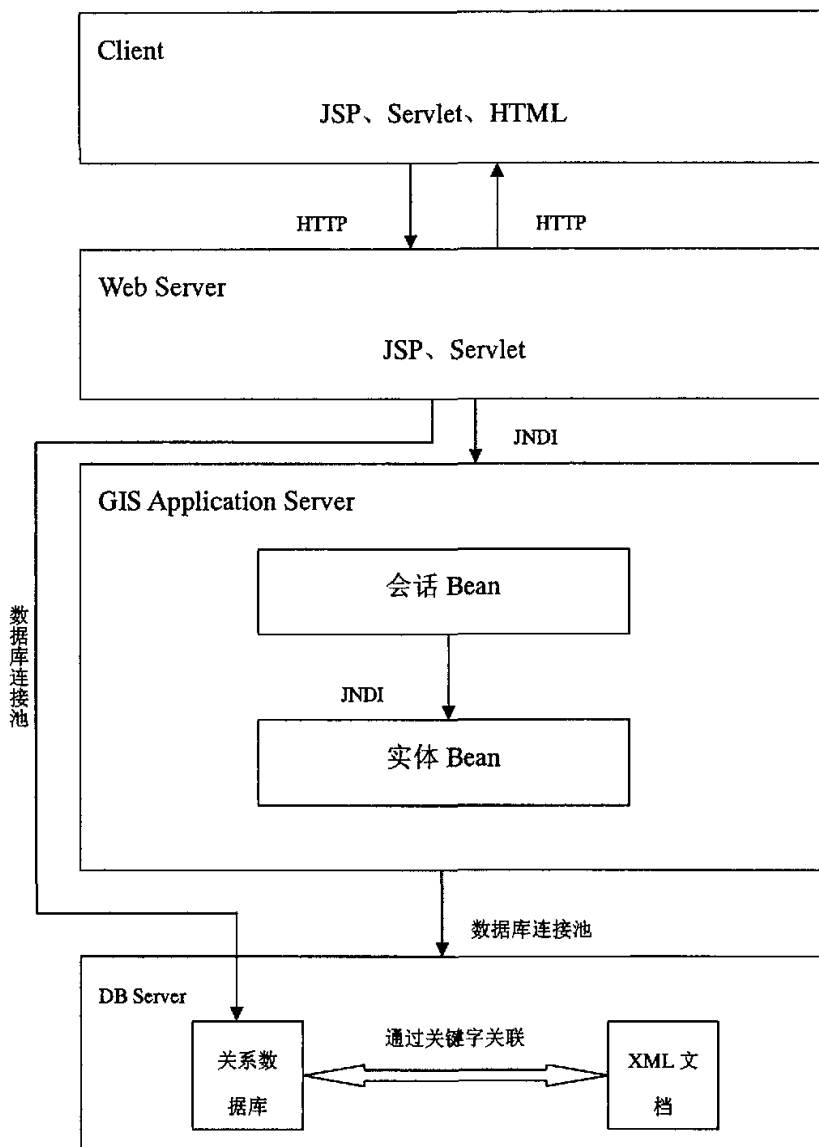 Client
JSP、Servlet、HTML
HTTP
HTTP
Web Server
JSP、Servlet
JNDI
GIS Application Server
会话 Bean
JNDI
实体 Bean
数据库连接池
数据库连接池
DB Server
关系数
据库
通过关键字关联
XML 文
档